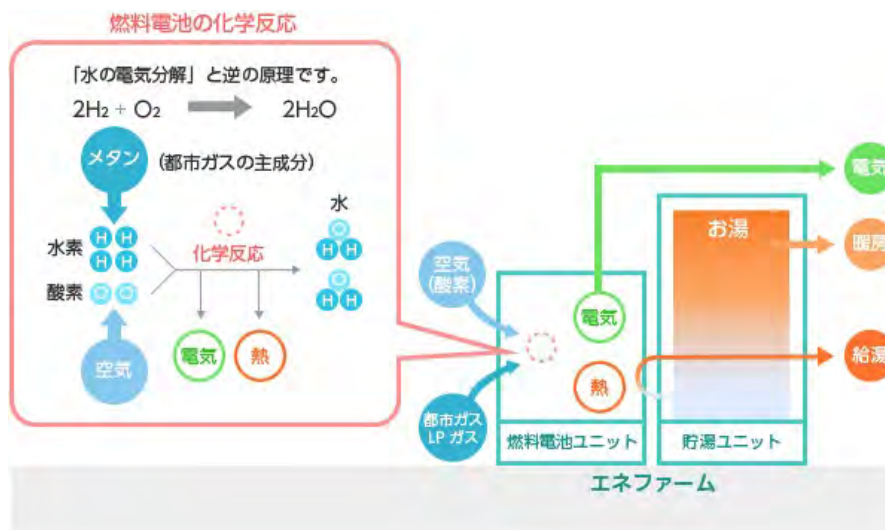 燃料電池の化学反応
「水の電気分解」と逆の原理です。
2H₂ + O₂ 2H₂O
メタン
(都市ガスの主成分)
水
水素
H H
H H
化学反応
O
H H
酸素
O O
O
H H
空気
電気
熱
空気
(酸素)
都市ガス
LPガス
電気
熱
燃料電池ユニット
お湯
貯湯ユニット
電気
暖房
給湯
エネファーム